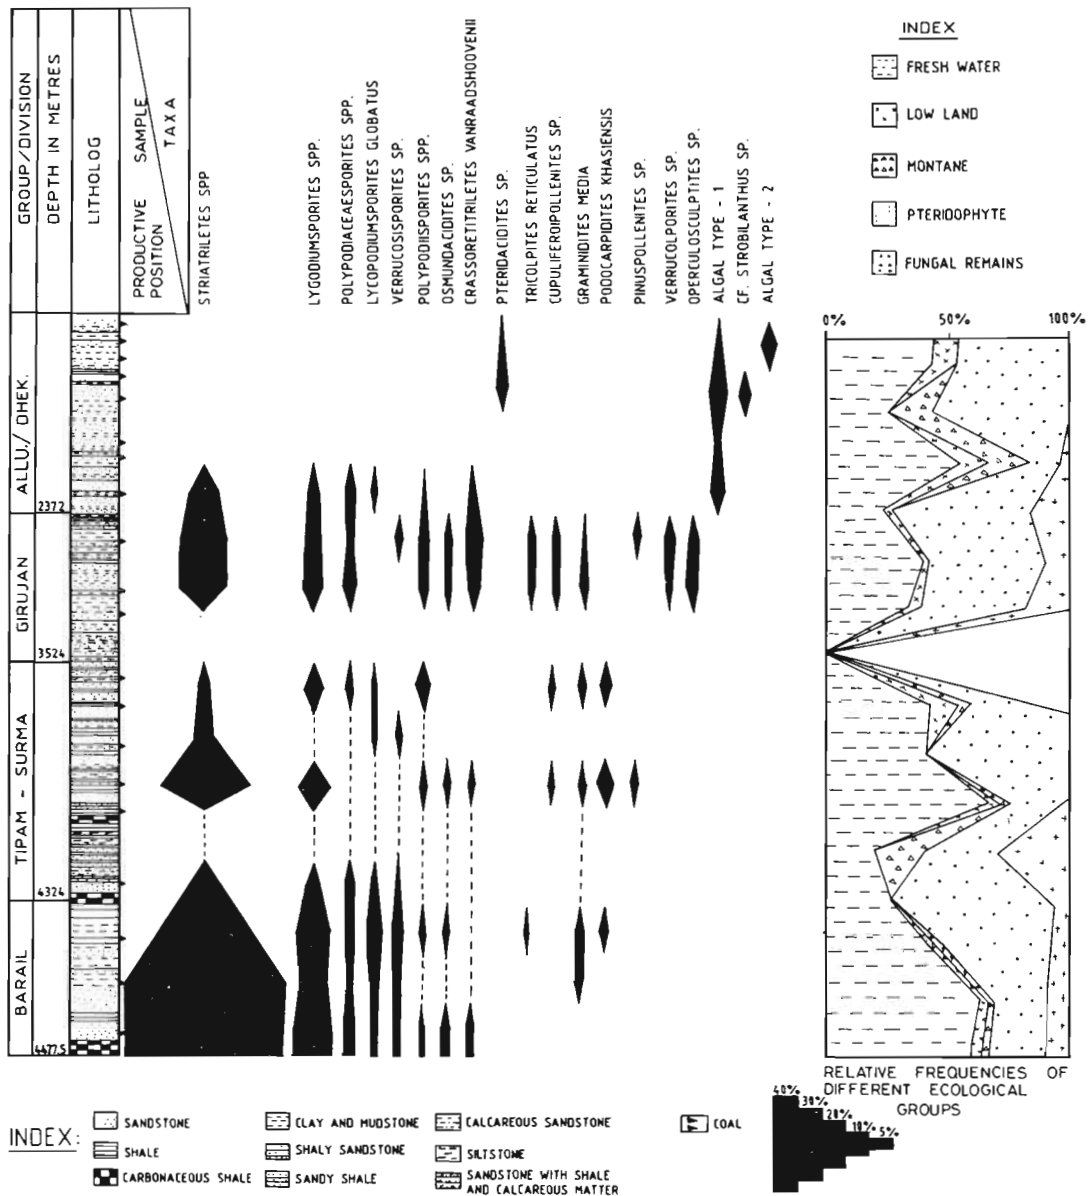 GROUP/DIVISION
DEPTH IN METRES
LITHOLOG
PRODUCTIVE SAMPLE
POSITION
TAXA
STRIATRILETES SPP
LYGODIUMSPORITES SPP.
POLYPODIACEAESPORITES SPP.
LYCOPODIUMSPORITES GLOBATUS
VERRUCOSISPORITES SP.
POLYPODIISPORITES SPP.
OSMUNDACIDITES SP.
CRASSORETITRILETES VANRAADSHOOVENII
PTERIDACIDITES SP.
TRICOLPITES RETICULATUS
CUPULIFEROIPOLLENITES SP.
GRAMINIDITES MEDIA
PODOCARPIDITES KHASIENSIS
PINUSPOLLENITES SP.
VERRUCOLPORITES SP.
OPERCULOSCULPTITES SP.
ALGAL TYPE - 1
CF. STROBILANTHUS SP.
ALGAL TYPE - 2
INDEX
FRESH WATER
LOW LAND
MONTANE
PTERIDOPHYTE
FUNGAL REMAINS
0% 50% 100%
ALLU./DHEK.
2372
GIRUJAN
3524
TIPAM - SURMA
4324
BARAIL
4477.5
RELATIVE FREQUENCIES OF
DIFFERENT ECOLOGICAL
GROUPS
INDEX:
SANDSTONE
SHALE
CARBONACEOUS SHALE
CLAY AND MUDSTONE
SHALY SANDSTONE
SANDY SHALE
CALCAREOUS SANDSTONE
SILTSTONE
SANDSTONE WITH SHALE
AND CALCAREOUS MATTER
COAL
40%
30%
20%
10%
5%